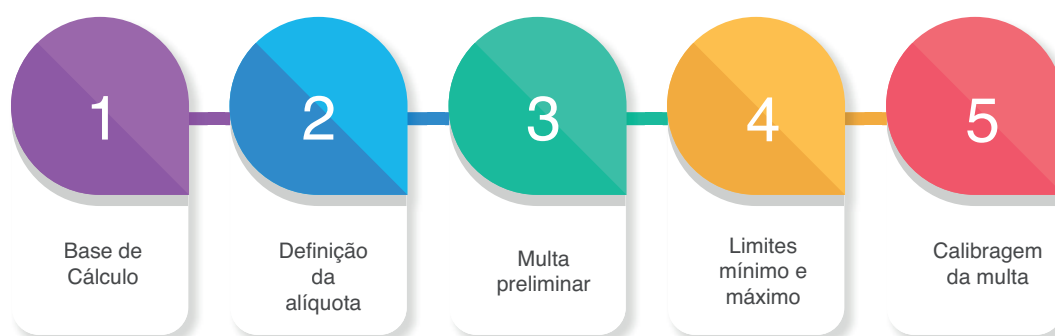 1
Base de
Cálculo
2
Definição
da
alíquota
3
Multa
preliminar
4
Limites
mínimo e
máximo
5
Calibragem
da multa